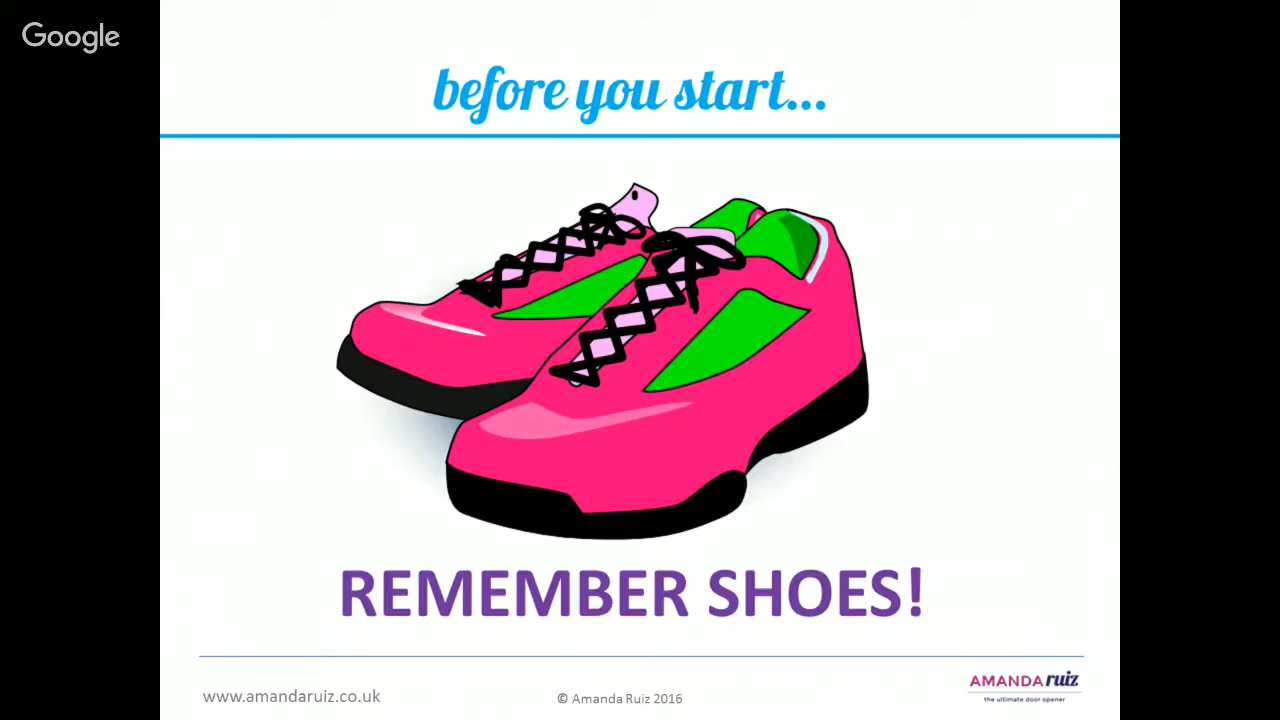 Google
before you start...
REMEMBER SHOES!
www.amandaruiz.co.uk
© Amanda Ruiz 2016
AMANDA ruiz
the ultimate door opener